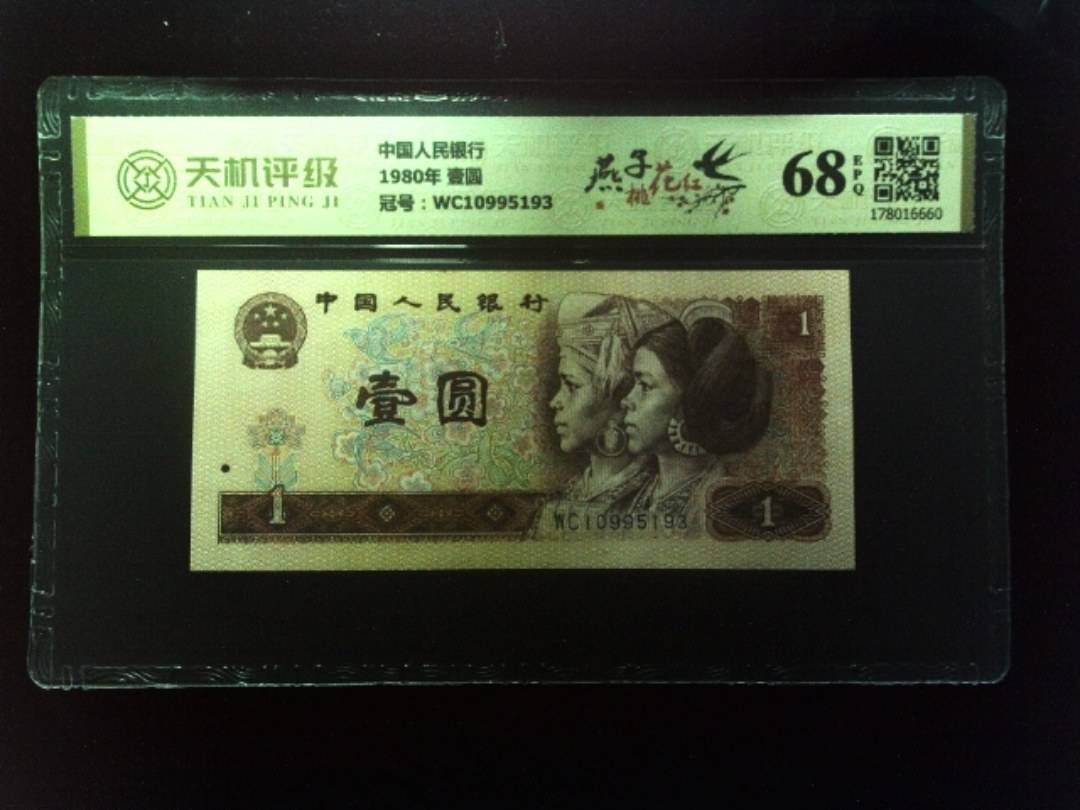 天机评级
TIAN JI PING JI
中国人民银行
1980年 壹圆
冠号：WC10995193
燕子
桃花红
68
EPQ
178016660
中国人民银行
壹圆
1
1
WC10995193
1